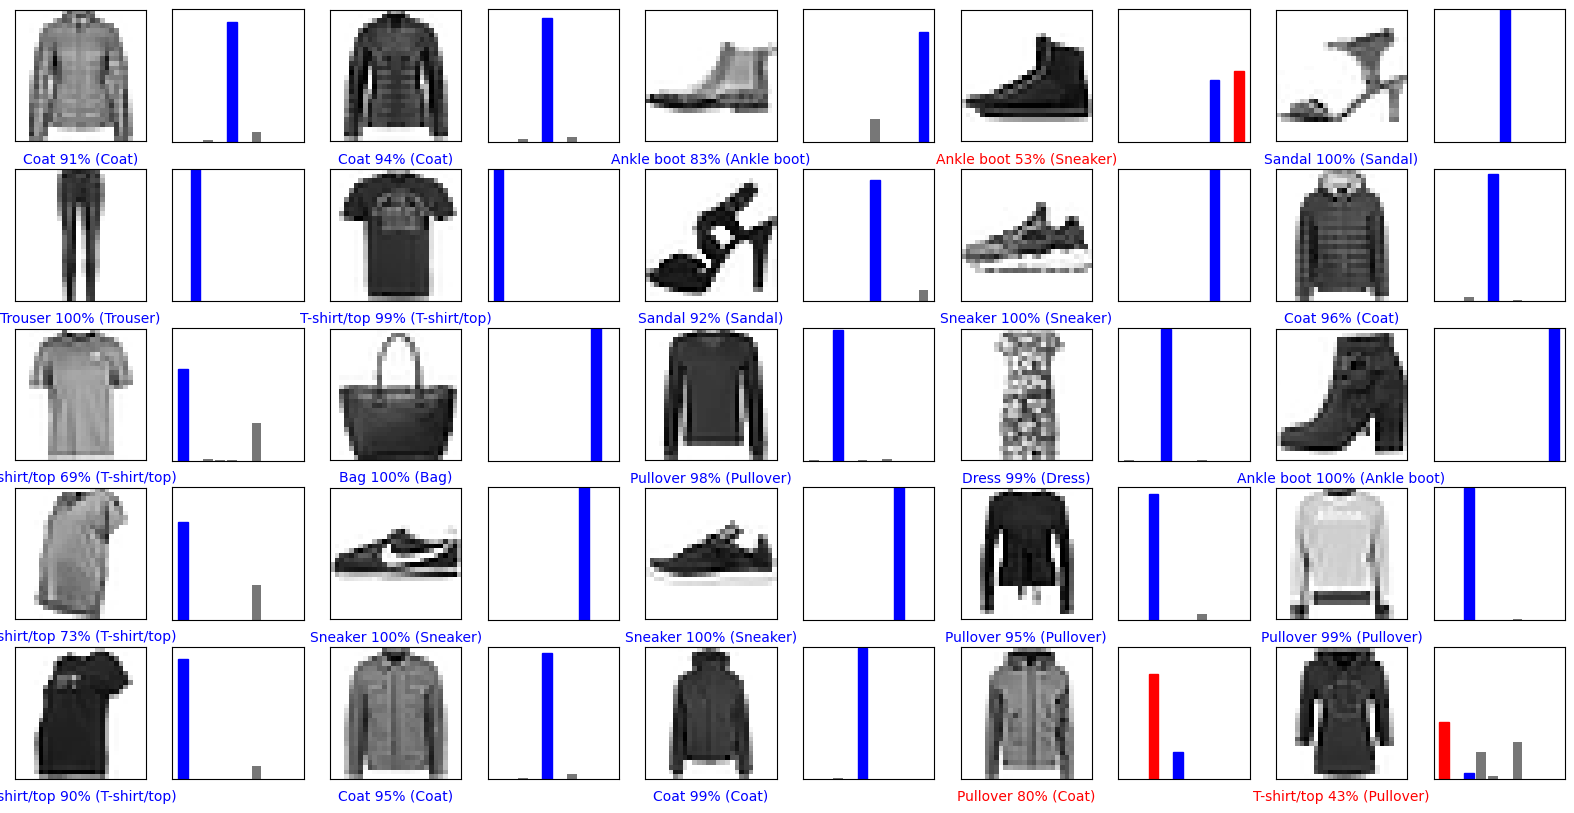 Coat 91% (Coat)
Coat 94% (Coat)
Ankle boot 83% (Ankle boot)
Ankle boot 53% (Sneaker)
Sandal 100% (Sandal)
Trouser 100% (Trouser)
T-shirt/top 99% (T-shirt/top)
Sandal 92% (Sandal)
Sneaker 100% (Sneaker)
Coat 96% (Coat)
shirt/top 69% (T-shirt/top)
Bag 100% (Bag)
Pullover 98% (Pullover)
Dress 99% (Dress)
Ankle boot 100% (Ankle boot)
shirt/top 73% (T-shirt/top)
Sneaker 100% (Sneaker)
Sneaker 100% (Sneaker)
Pullover 95% (Pullover)
Pullover 99% (Pullover)
shirt/top 90% (T-shirt/top)
Coat 95% (Coat)
Coat 99% (Coat)
Pullover 80% (Coat)
T-shirt/top 43% (Pullover)